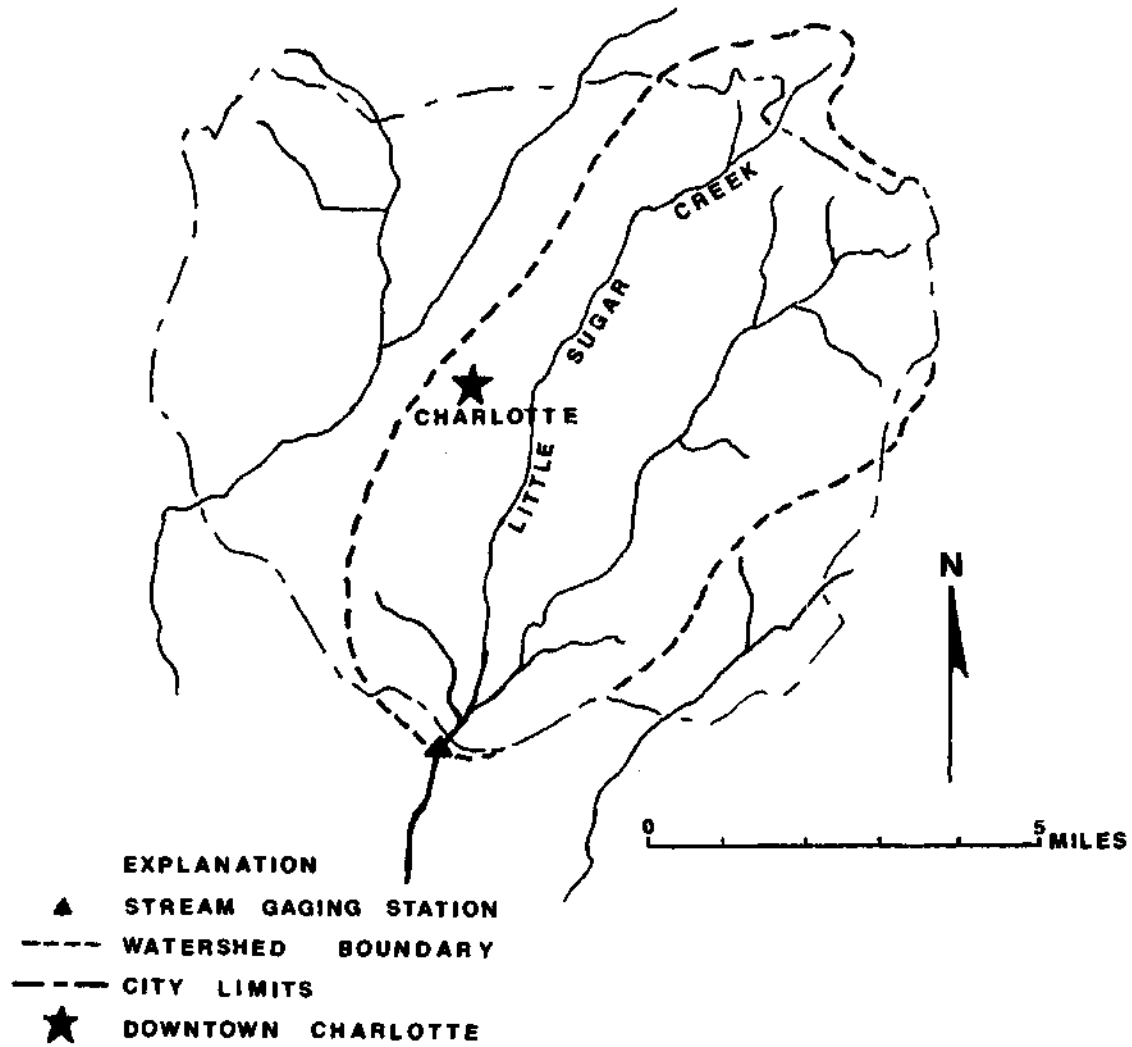 CREEK
SUGAR
CHARLOTTE
LITTLE
N
0 5 MILES
EXPLANATION
STREAM GAGING STATION
WATERSHED BOUNDARY
CITY LIMITS
DOWNTOWN CHARLOTTE